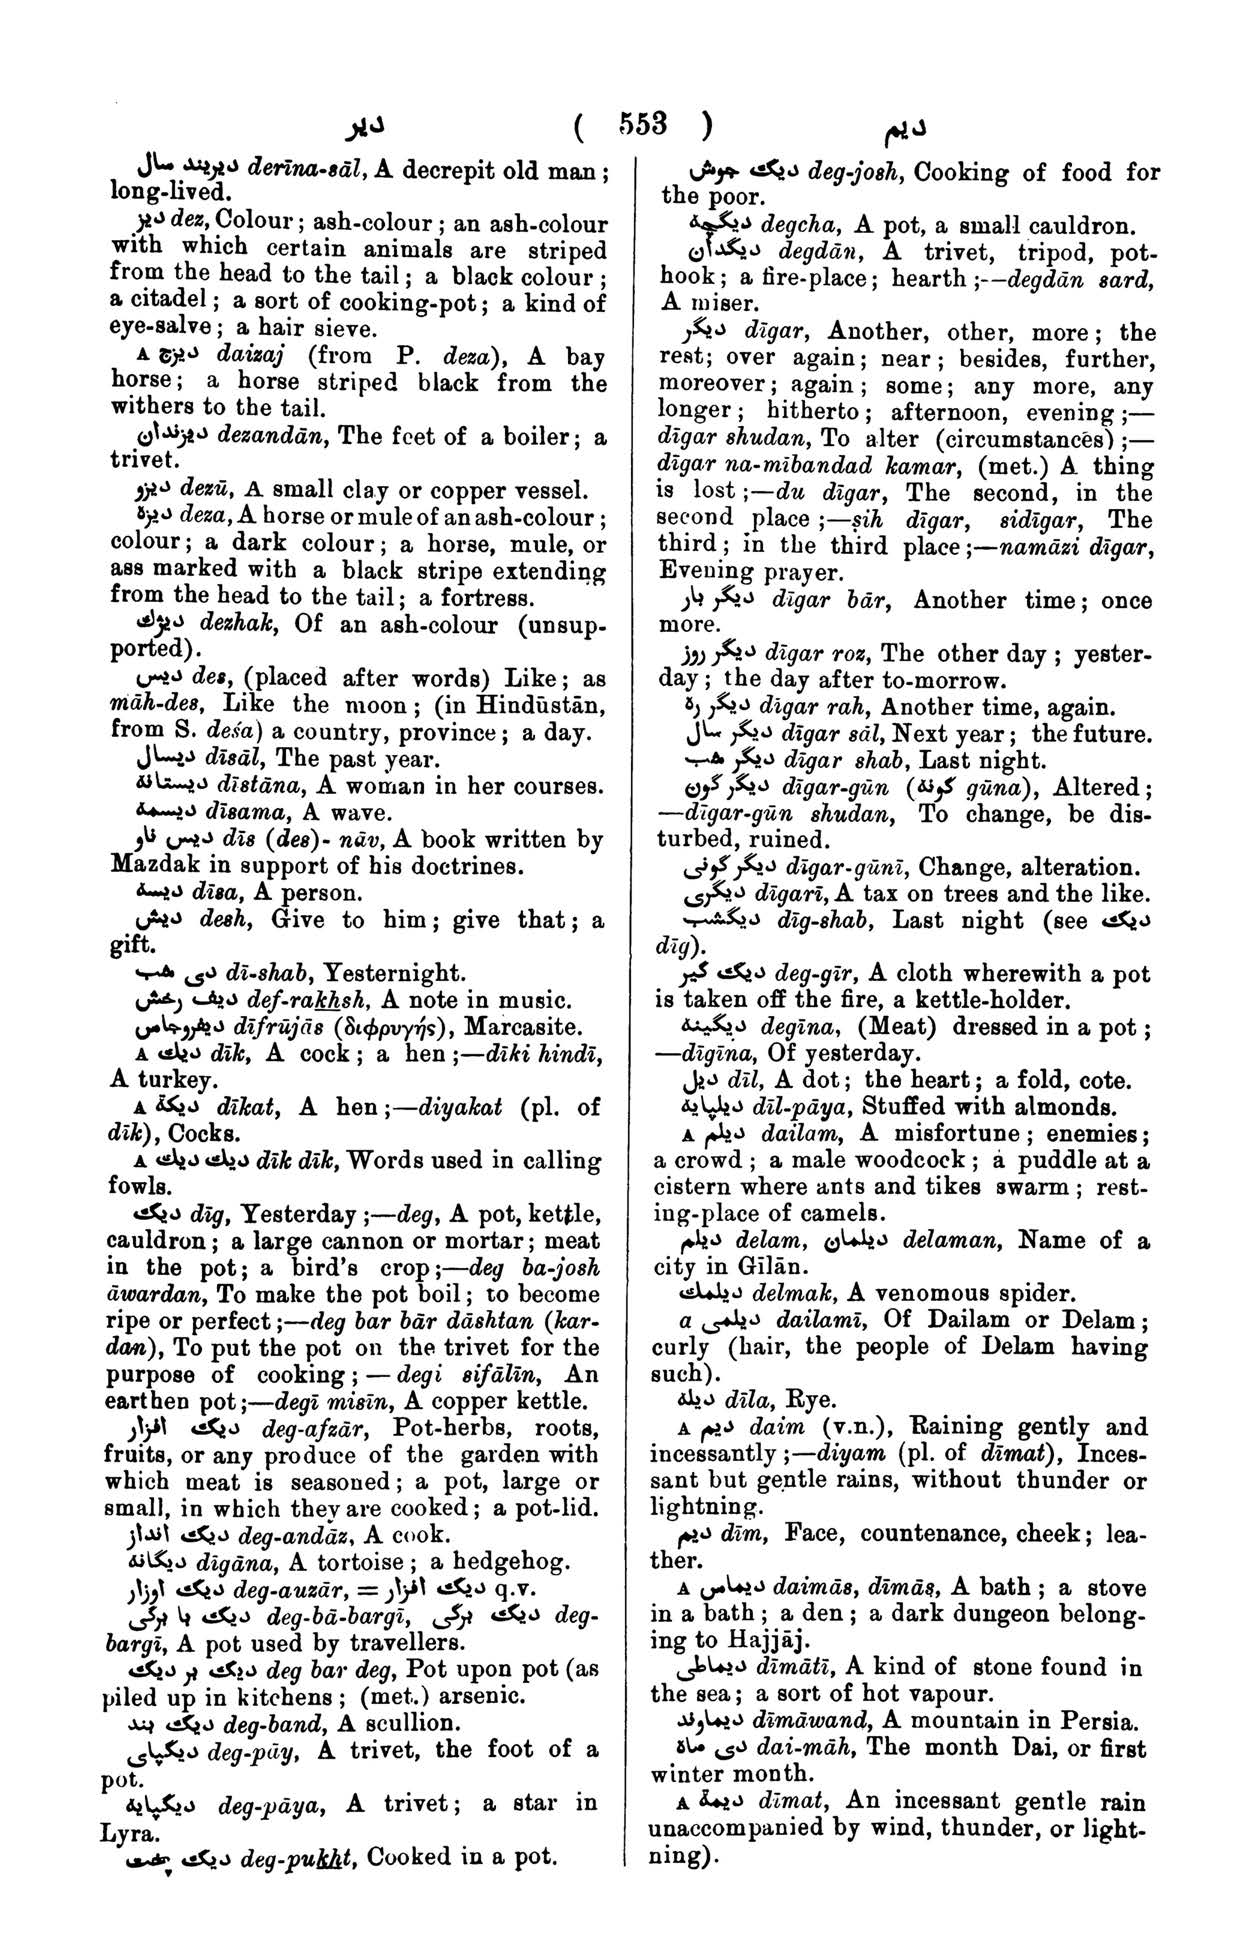 دیر ( 553 ) دیم
دیرینه سال derīna-sāl, A decrepit old man ;
long-lived.
دیز dez, Colour ; ash-colour ; an ash-colour
with which certain animals are striped
from the head to the tail ; a black colour ;
a citadel ; a sort of cooking-pot ; a kind of
eye-salve ; a hair sieve.
A دیزج daizaj (from P. deza), A bay
horse ; a horse striped black from the
withers to the tail.
دیزندان dezandān, The feet of a boiler ; a
trivet.
دیزو dezū, A small clay or copper vessel.
دیزه deza, A horse or mule of an ash-colour ;
colour ; a dark colour ; a horse, mule, or
ass marked with a black stripe extending
from the head to the tail ; a fortress.
دیژك dezhak, Of an ash-colour (unsup-
ported).
دیس des, (placed after words) Like ; as
māh-des, Like the moon ; (in Hindūstān,
from S. deśa) a country, province ; a day.
دیسال dīsāl, The past year.
دیستانه dīstāna, A woman in her courses.
دیسمه dīsama, A wave.
دیس ناو dīs (des)- nāv, A book written by
Mazdak in support of his doctrines.
دیسه dīsa, A person.
دیش desh, Give to him ; give that ; a
gift.
دی شب dī-shab, Yesternight.
دیف رخش def-rakhsh, A note in music.
دیفروجاس dīfrūjās (διφρυγής), Marcasite.
A دیك dīk, A cock ; a hen ;—dīki hindī,
A turkey.
A دیكة dīkat, A hen ;—diyakat (pl. of
dīk), Cocks.
A دیك دیك dīk dīk, Words used in calling
fowls.
دیگ dīg, Yesterday ;—deg, A pot, kettle,
cauldron ; a large cannon or mortar ; meat
in the pot ; a bird's crop ;—deg ba-josh
āwardan, To make the pot boil ; to become
ripe or perfect ;—deg bar bār dāshtan (kar-
dan), To put the pot on the trivet for the
purpose of cooking ; — degi sifālīn, An
earthen pot ;—degī misīn, A copper kettle.
دیگ افزار deg-afzār, Pot-herbs, roots,
fruits, or any produce of the garden with
which meat is seasoned ; a pot, large or
small, in which they are cooked ; a pot-lid.
دیگ انداز deg-andāz, A cook.
دیگانه dīgāna, A tortoise ; a hedgehog.
دیگ اوزار deg-auzār, = دیگ افزار q.v.
دیگ با برگی deg-bā-bargī, دیگ برگی deg-
bargī, A pot used by travellers.
دیگ بر دیگ deg bar deg, Pot upon pot (as
piled up in kitchens ; (met.) arsenic.
دیگ بند deg-band, A scullion.
دیگپای deg-pāy, A trivet, the foot of a
pot.
دیگپایه deg-pāya, A trivet ; a star in
Lyra.
دیگ پخت deg-pukht, Cooked in a pot.
دیگ جوش deg-josh, Cooking of food for
the poor.
دیگچه degcha, A pot, a small cauldron.
دیگدان degdān, A trivet, tripod, pot-
hook ; a fire-place ; hearth ;--degdān sard,
A miser.
دیگر dīgar, Another, other, more ; the
rest; over again ; near ; besides, further,
moreover ; again ; some ; any more, any
longer ; hitherto ; afternoon, evening ;—
dīgar shudan, To alter (circumstances) ;—
dīgar na-mībandad kamar, (met.) A thing
is lost ;—du dīgar, The second, in the
second place ;—ṣih dīgar, sidīgar, The
third ; in the third place ;—namāzi dīgar,
Evening prayer.
دیگر بار dīgar bār, Another time ; once
more.
دیگر روز dīgar roz, The other day ; yester-
day ; the day after to-morrow.
دیگر ره dīgar rah, Another time, again.
دیگر سال dīgar sāl, Next year ; the future.
دیگر شب dīgar shab, Last night.
دیگر گون dīgar-gūn (گونه gūna), Altered ;
—dīgar-gūn shudan, To change, be dis-
turbed, ruined.
دیگر گونی dīgar-gūnī, Change, alteration.
دیگری dīgarī, A tax on trees and the like.
دیگشب dīg-shab, Last night (see دیگ
dīg).
دیگ گیر deg-gīr, A cloth wherewith a pot
is taken off the fire, a kettle-holder.
دیگینه degīna, (Meat) dressed in a pot ;
—dīgīna, Of yesterday.
دیل dīl, A dot ; the heart ; a fold, cote.
دیلپایه dīl-pāya, Stuffed with almonds.
A دیلم dailam, A misfortune ; enemies ;
a crowd ; a male woodcock ; a puddle at a
cistern where ants and tikes swarm ; rest-
ing-place of camels.
دیلم delam, دیلمان delaman, Name of a
city in Gīlān.
دیلمك delmak, A venomous spider.
a دیلمی dailamī, Of Dailam or Delam ;
curly (hair, the people of Delam having
such).
دیله dīla, Rye.
A دیم daim (v.n.), Raining gently and
incessantly ;—diyam (pl. of dīmat), Inces-
sant but gentle rains, without thunder or
lightning.
دیم dīm, Face, countenance, cheek ; lea-
ther.
A دیماس daimās, dīmās, A bath ; a stove
in a bath ; a den ; a dark dungeon belong-
ing to Hajjāj.
دیماطی dīmātī, A kind of stone found in
the sea ; a sort of hot vapour.
دیماوند dīmāwand, A mountain in Persia.
دی ماه dai-māh, The month Dai, or first
winter month.
A دیمة dīmat, An incessant gentle rain
unaccompanied by wind, thunder, or light-
ning).